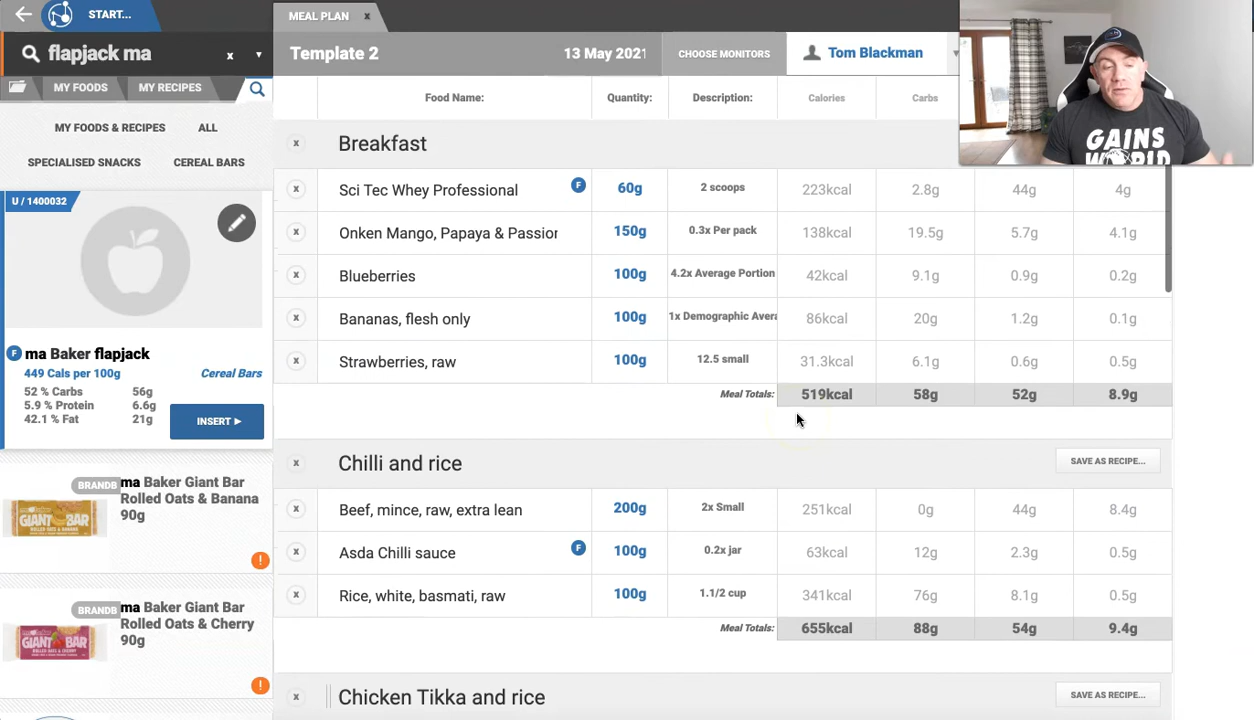 START...
MEAL PLAN x
flapjack ma x
Template 2 13 May 2021 CHOOSE MONITORS Tom Blackman
MY FOODS MY RECIPES
MY FOODS & RECIPES ALL
SPECIALISED SNACKS CEREAL BARS
U / 1400032
F ma Baker flapjack
449 Cals per 100g Cereal Bars
52 % Carbs 56g
5.9 % Protein 6.6g
42.1 % Fat 21g
INSERT
BRANDB
ma Baker Giant Bar
Rolled Oats & Banana
90g
GIANT BAR
!
BRANDB
ma Baker Giant Bar
Rolled Oats & Cherry
90g
GIANT BAR
!
Food Name: Quantity: Description: Calories Carbs
x Breakfast
x Sci Tec Whey Professional F 60g 2 scoops 223kcal 2.8g 44g 4g
x Onken Mango, Papaya & Passion 150g 0.3x Per pack 138kcal 19.5g 5.7g 4.1g
x Blueberries 100g 4.2x Average Portion 42kcal 9.1g 0.9g 0.2g
x Bananas, flesh only 100g 1x Demographic Avera 86kcal 20g 1.2g 0.1g
x Strawberries, raw 100g 12.5 small 31.3kcal 6.1g 0.6g 0.5g
Meal Totals: 519kcal 58g 52g 8.9g
x Chilli and rice SAVE AS RECIPE...
x Beef, mince, raw, extra lean 200g 2x Small 251kcal 0g 44g 8.4g
x Asda Chilli sauce F 100g 0.2x jar 63kcal 12g 2.3g 0.5g
x Rice, white, basmati, raw 100g 1.1/2 cup 341kcal 76g 8.1g 0.5g
Meal Totals: 655kcal 88g 54g 9.4g
x Chicken Tikka and rice SAVE AS RECIPE...
GAINS
WORLD